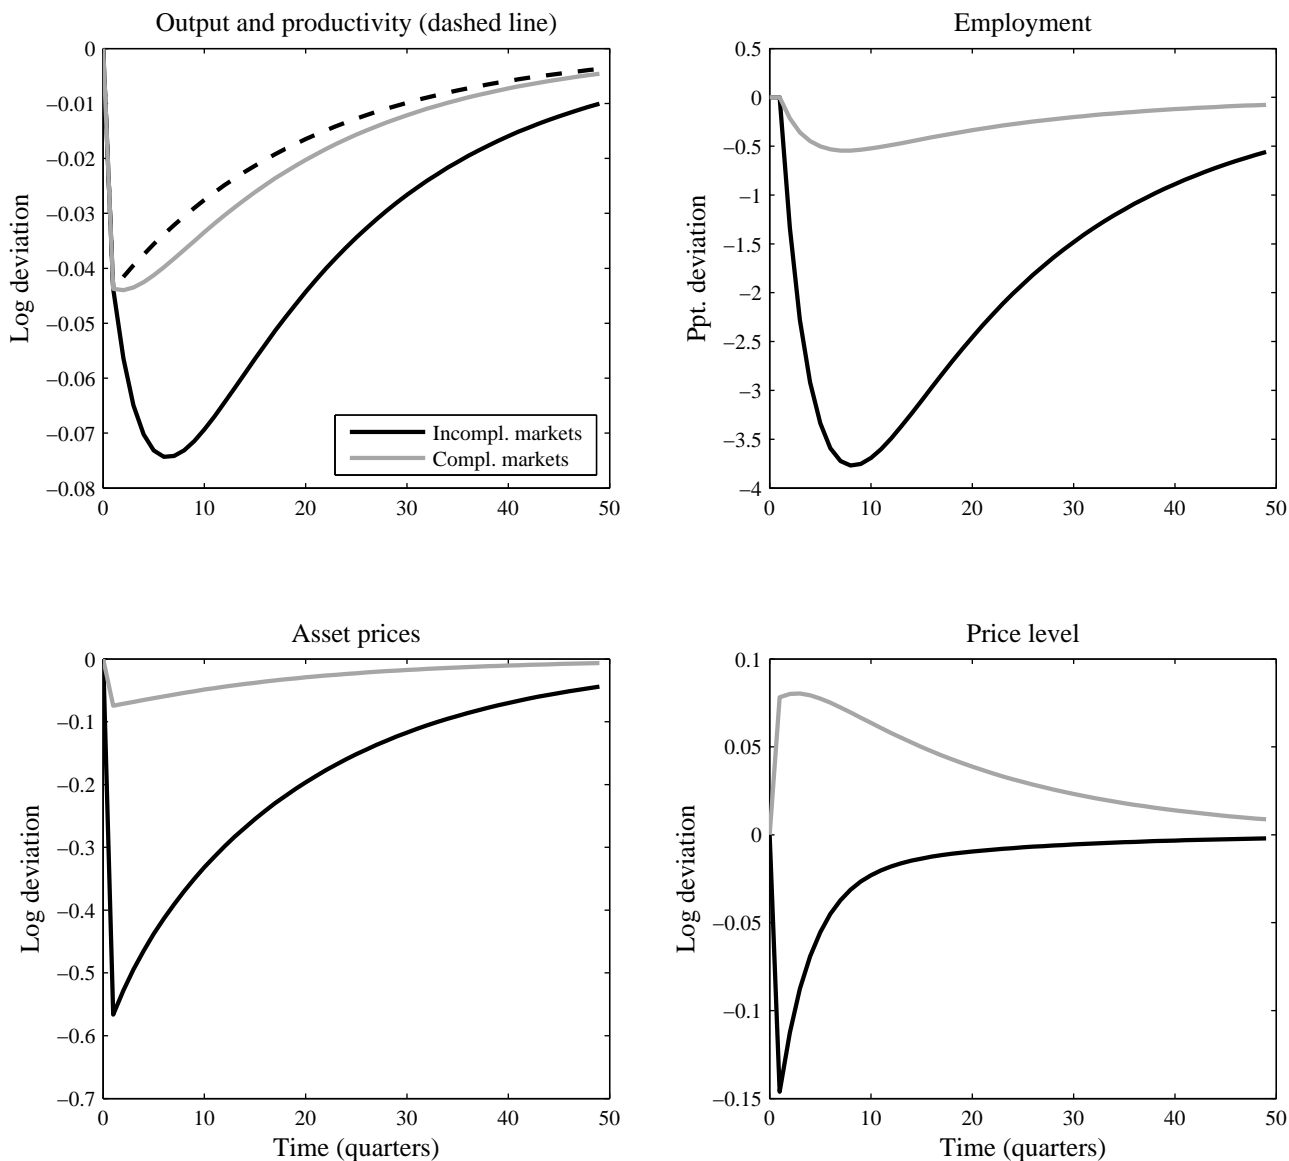 Output and productivity (dashed line)
Log deviation
0
−0.01
−0.02
−0.03
−0.04
−0.05
−0.06
−0.07
−0.08
0 10 20 30 40 50
Incompl. markets
Compl. markets
Employment
Ppt. deviation
0.5
0
−0.5
−1
−1.5
−2
−2.5
−3
−3.5
−4
0 10 20 30 40 50
Asset prices
Log deviation
0
−0.1
−0.2
−0.3
−0.4
−0.5
−0.6
−0.7
0 10 20 30 40 50
Time (quarters)
Price level
Log deviation
0.1
0.05
0
−0.05
−0.1
−0.15
0 10 20 30 40 50
Time (quarters)